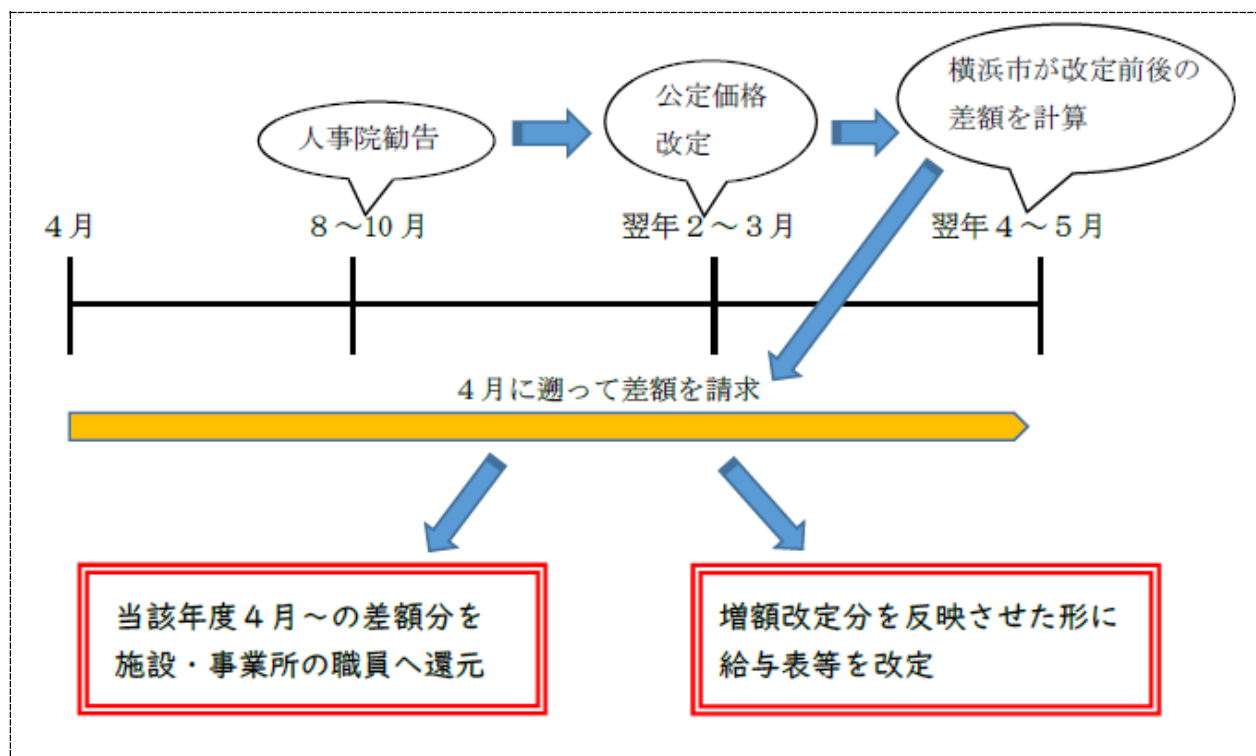 人事院勧告
公定価格
改定
横浜市が改定前後の
差額を計算
４月
８～10 月
翌年２～３月
翌年４～５月
４月に遡って差額を請求
当該年度４月～の差額分を
施設・事業所の職員へ還元
増額改定分を反映させた形に
給与表等を改定